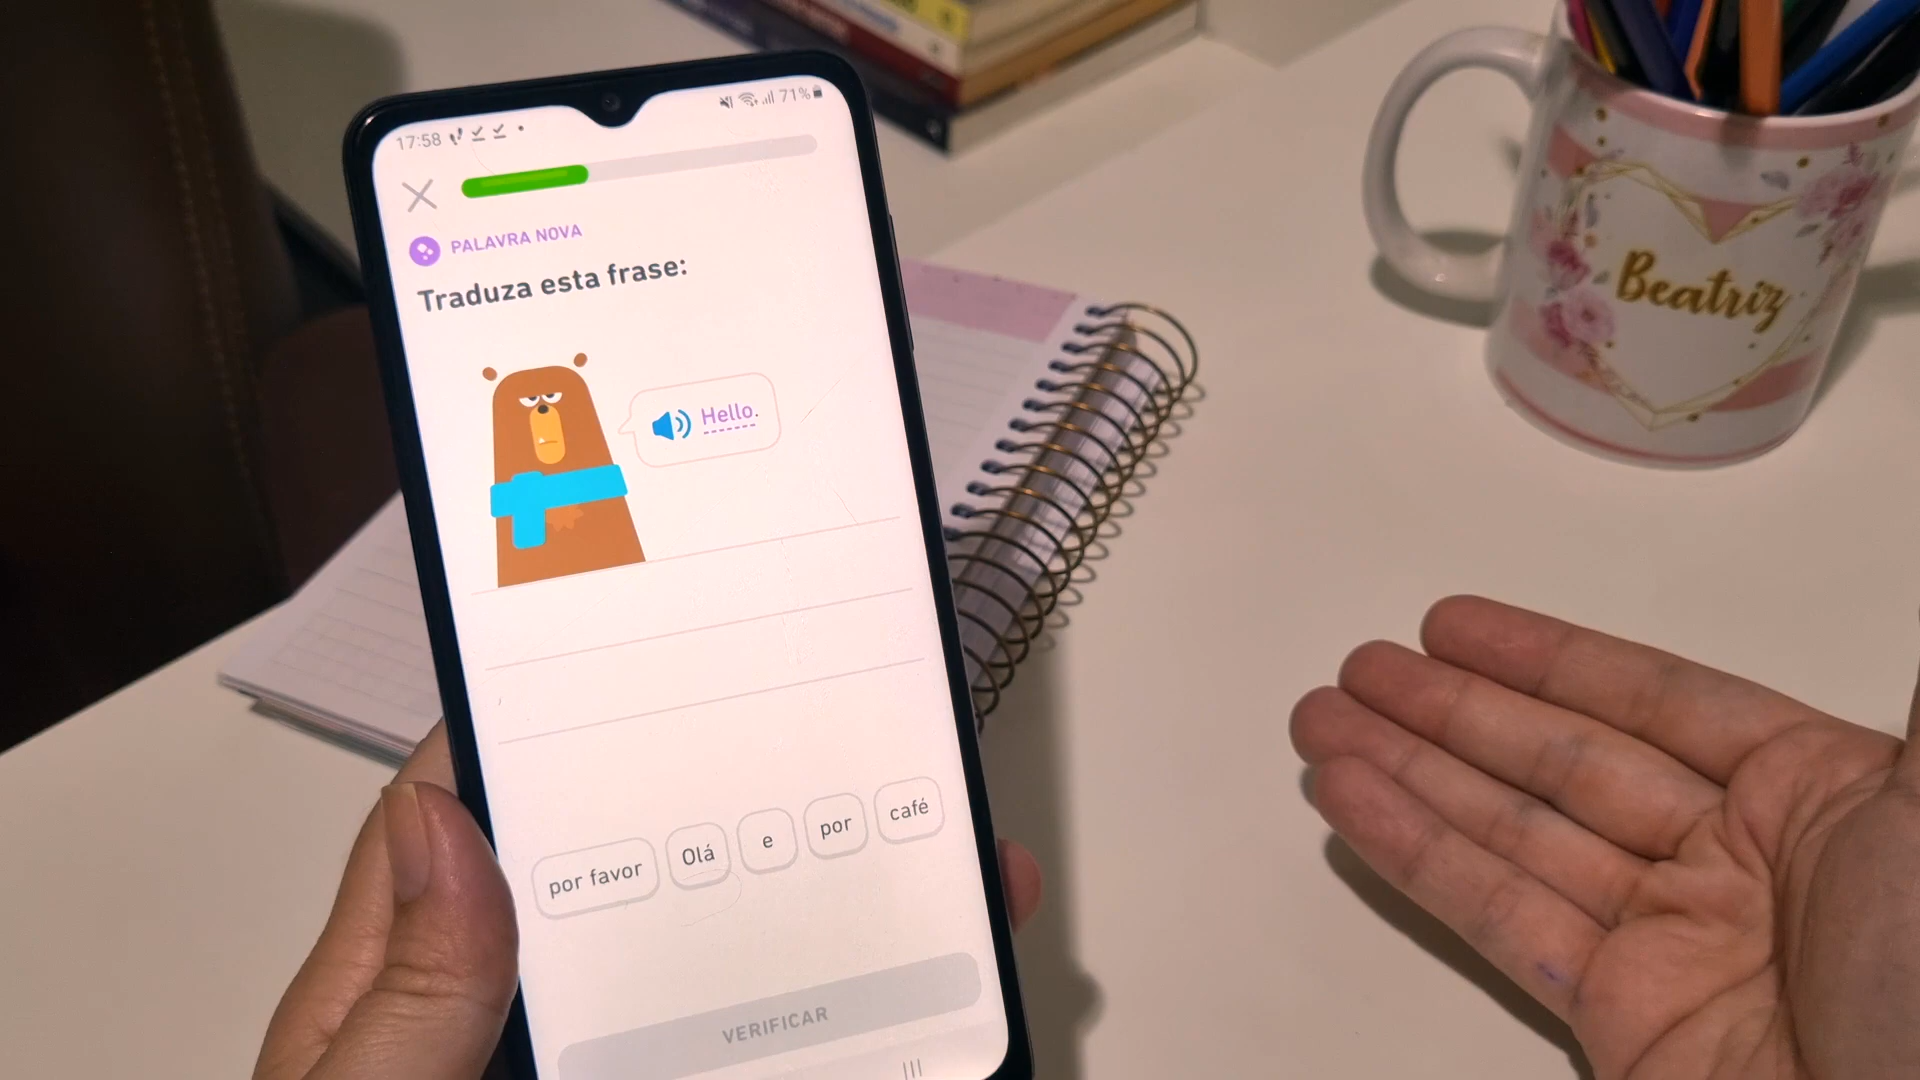 17:58
71%
PALAVRA NOVA
Traduza esta frase:
Hello.
por favor
Olá
e
por
café
VERIFICAR
Beatriz